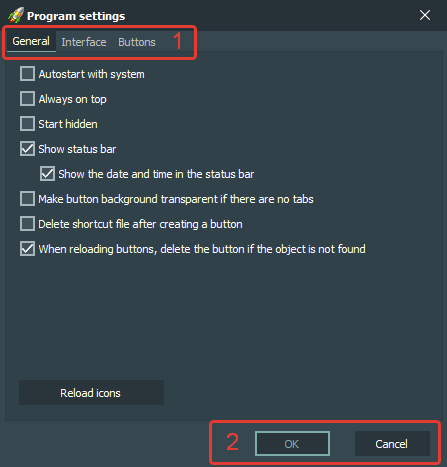 Program settings
General Interface Buttons 1
Autostart with system
Always on top
Start hidden
Show status bar
Show the date and time in the status bar
Make button background transparent if there are no tabs
Delete shortcut file after creating a button
When reloading buttons, delete the button if the object is not found
Reload icons
2 OK Cancel